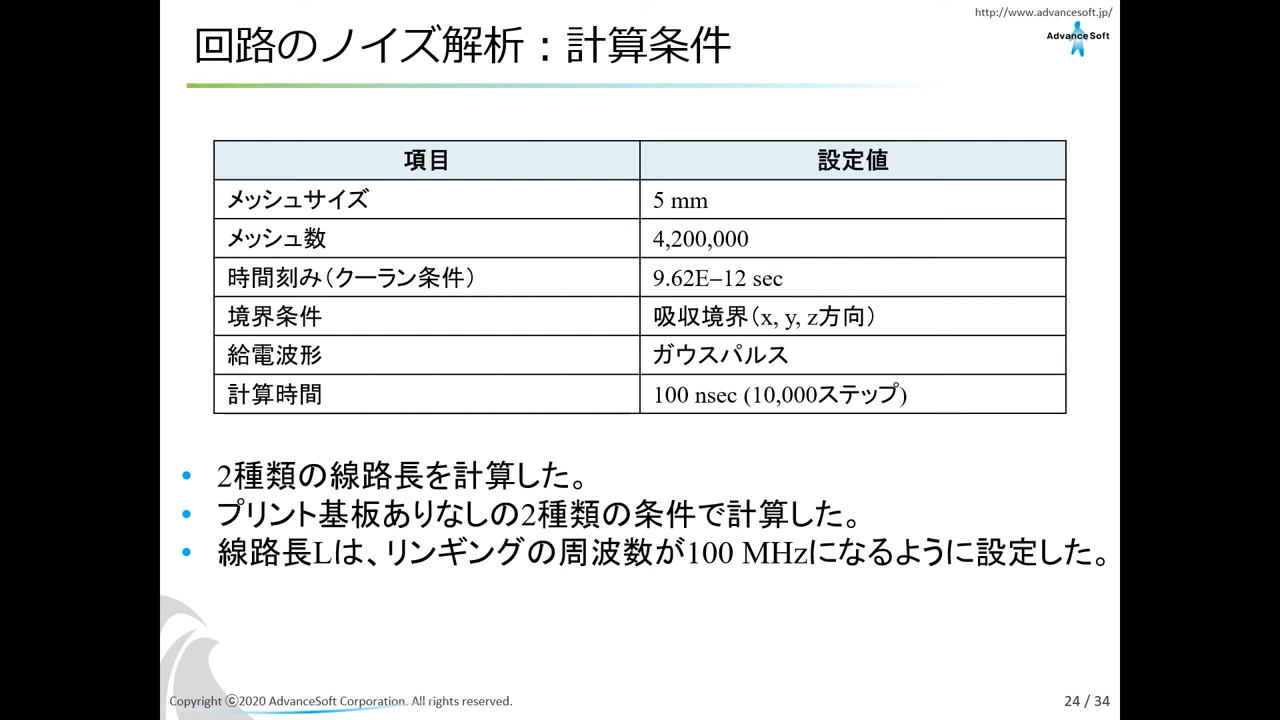 http://www.advancesoft.jp/
AdvanceSoft
回路のノイズ解析：計算条件
項目 設定値
メッシュサイズ 5 mm
メッシュ数 4,200,000
時間刻み（クーラン条件） 9.62E−12 sec
境界条件 吸収境界（x, y, z方向）
給電波形 ガウスパルス
計算時間 100 nsec (10,000ステップ)
• 2種類の線路長を計算した。
• プリント基板ありなしの2種類の条件で計算した。
• 線路長Lは、リンギングの周波数が100 MHzになるように設定した。
Copyright ⓒ2020 AdvanceSoft Corporation. All rights reserved.
24 / 34